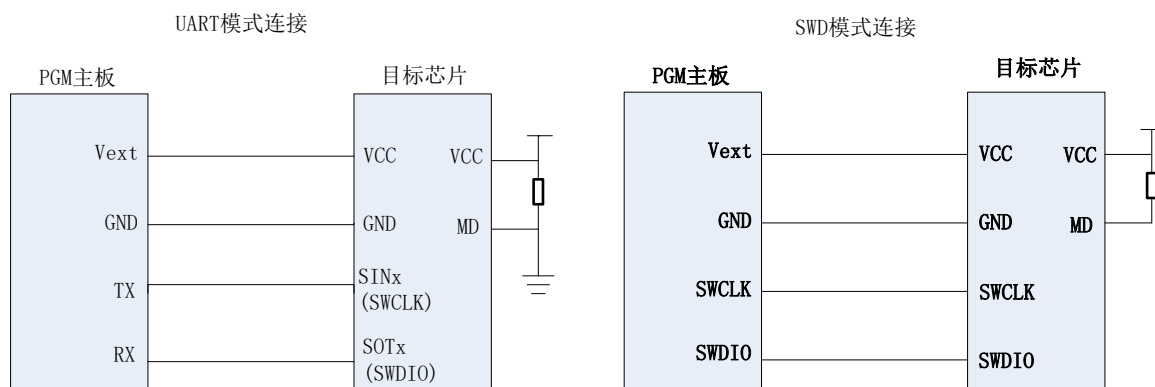 UART模式连接
PGM主板
目标芯片
Vext
VCC
VCC
GND
GND
MD
TX
SINx
(SWCLK)
RX
SOTx
(SWDIO)
SWD模式连接
PGM主板
目标芯片
Vext
VCC
VCC
GND
GND
MD
SWCLK
SWCLK
SWDIO
SWDIO